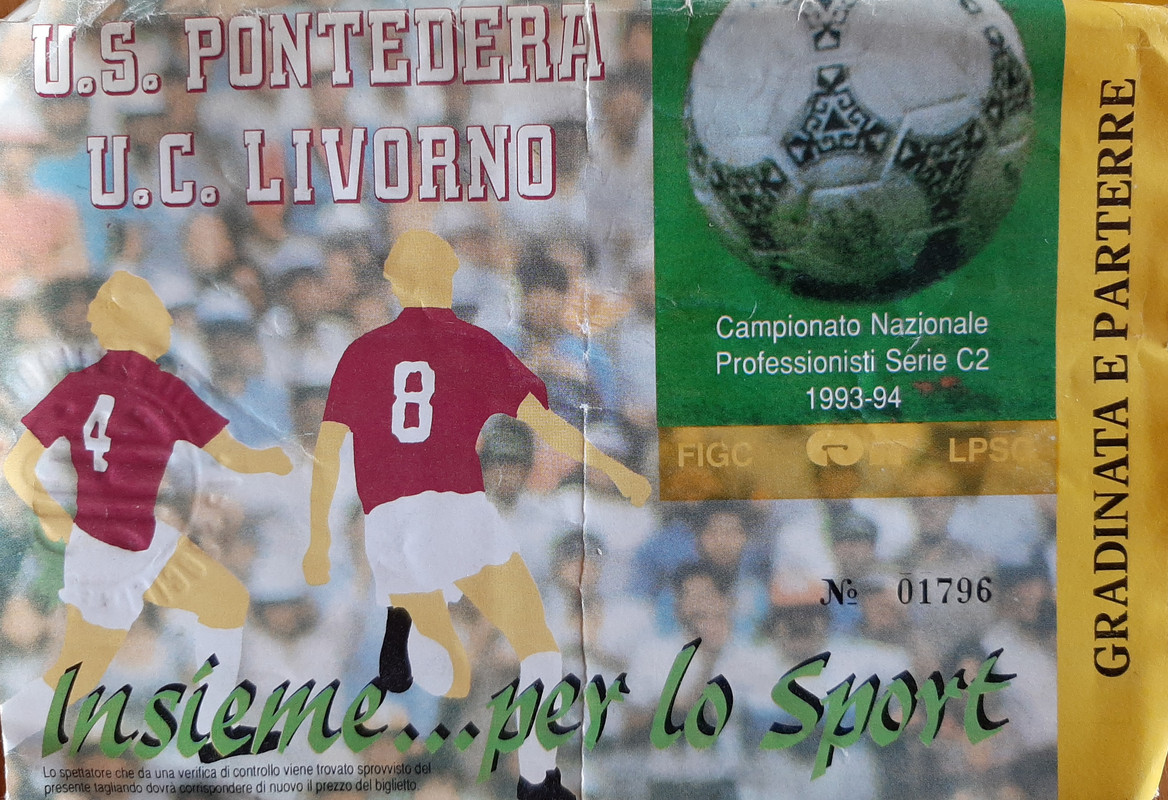 U.S. PONTEDERA
U.C. LIVORNO
4
8
Campionato Nazionale
Professionisti Serie C2
1993-94
FIGC
LPSC
№ 01796
GRADINATA E PARTERRE
Insieme...per lo Sport
Lo spettatore che da una verifica di controllo viene trovato sprovvisto del
presente tagliando dovrà corrispondere di nuovo il prezzo del biglietto.